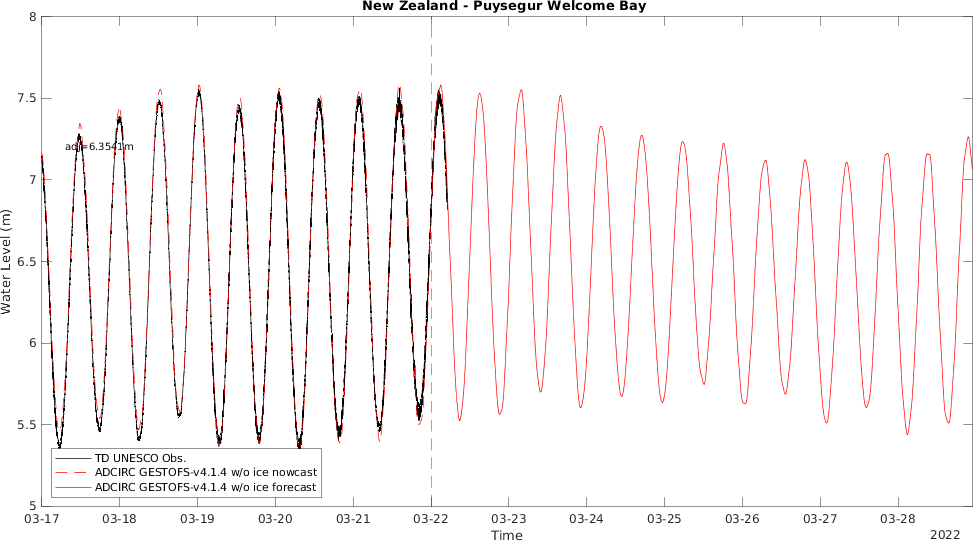 New Zealand - Puysegur Welcome Bay
8
7.5
adj=6.3541m
7
6.5
6
5.5
5
Water Level (m)
TD UNESCO Obs.
ADCIRC GESTOFS-v4.1.4 w/o ice nowcast
ADCIRC GESTOFS-v4.1.4 w/o ice forecast
03-17 03-18 03-19 03-20 03-21 03-22 03-23 03-24 03-25 03-26 03-27 03-28
2022
Time